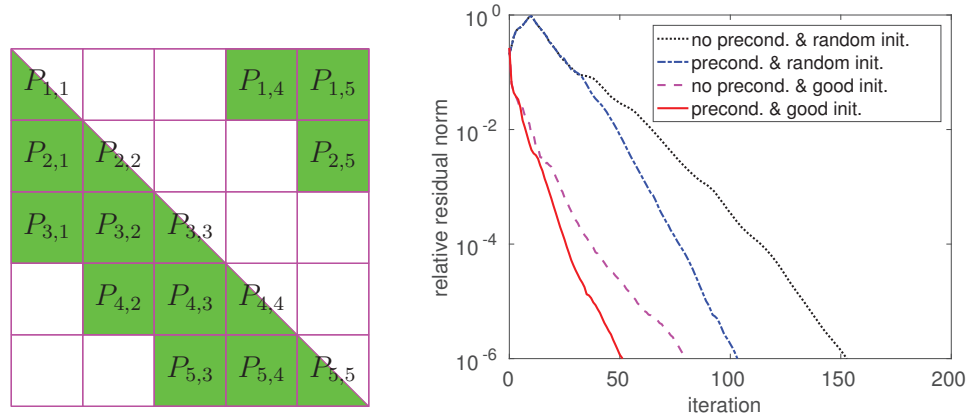 P1,1 P1,4 P1,5
P2,1 P2,2 P2,5
P3,1 P3,2 P3,3
P4,2 P4,3 P4,4
P5,3 P5,4 P5,5
10^0
10^-2
10^-4
10^-6
relative residual norm
no precond. & random init.
precond. & random init.
no precond. & good init.
precond. & good init.
0 50 100 150 200
iteration